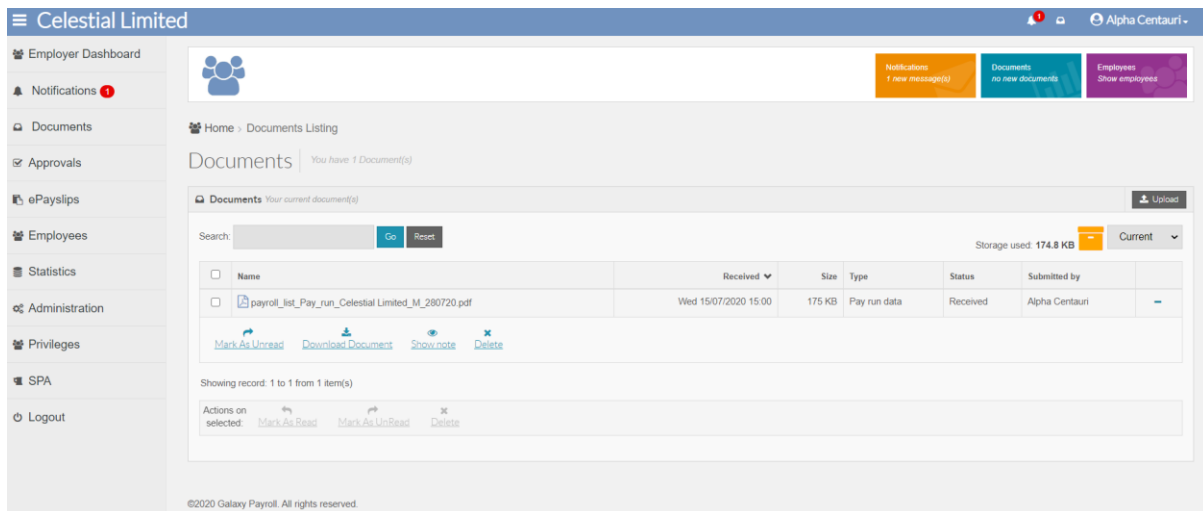 Celestial Limited
1
Alpha Centauri
Employer Dashboard
Notifications 1
Documents
Approvals
ePayslips
Employees
Statistics
Administration
Privileges
SPA
Logout
Notifications
1 new message(s)
Documents
no new documents
Employees
Show employees
Home > Documents Listing
Documents You have 1 Document(s)
Documents Your current document(s) Upload
Search: Go Reset Storage used: 174.8 KB Current
Name Received Size Type Status Submitted by
payroll_list_Pay_run_Celestial Limited_M_280720.pdf Wed 15/07/2020 15:00 175 KB Pay run data Received Alpha Centauri
Mark As Unread Download Document Show note Delete
Showing record: 1 to 1 from 1 item(s)
Actions on
selected: Mark As Read Mark As UnRead Delete
©2020 Galaxy Payroll. All rights reserved.